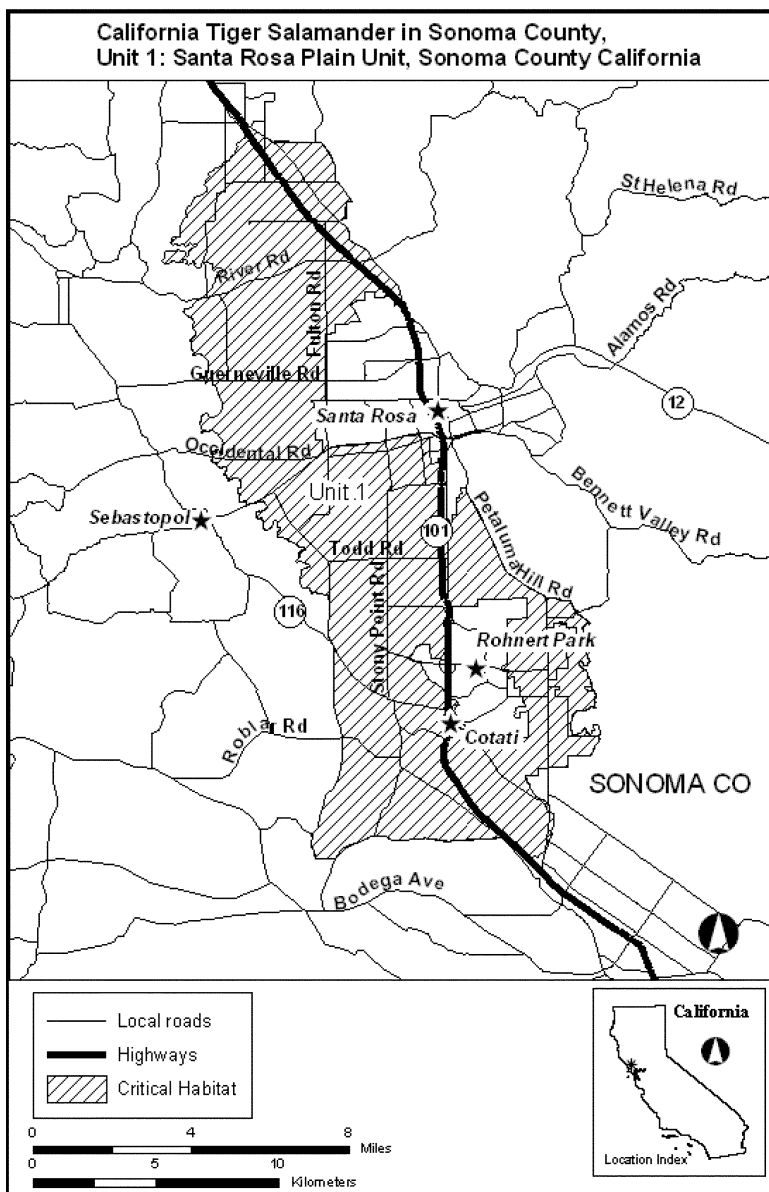 California Tiger Salamander in Sonoma County,
Unit 1: Santa Rosa Plain Unit, Sonoma County California
St Helena Rd
River Rd
Fulton Rd
Alamos Rd
Guerneville Rd
12
Santa Rosa
Occidental Rd
Unit 1
Bennett Valley Rd
Sebastopol
Petaluma Hill Rd
101
Todd Rd
116
Stony Point Rd
Rohnert Park
Roblar Rd
Cotati
SONOMA CO
Bodega Ave
Local roads
Highways
Critical Habitat
0 4 8
Miles
0 5 10
Kilometers
California
Location Index